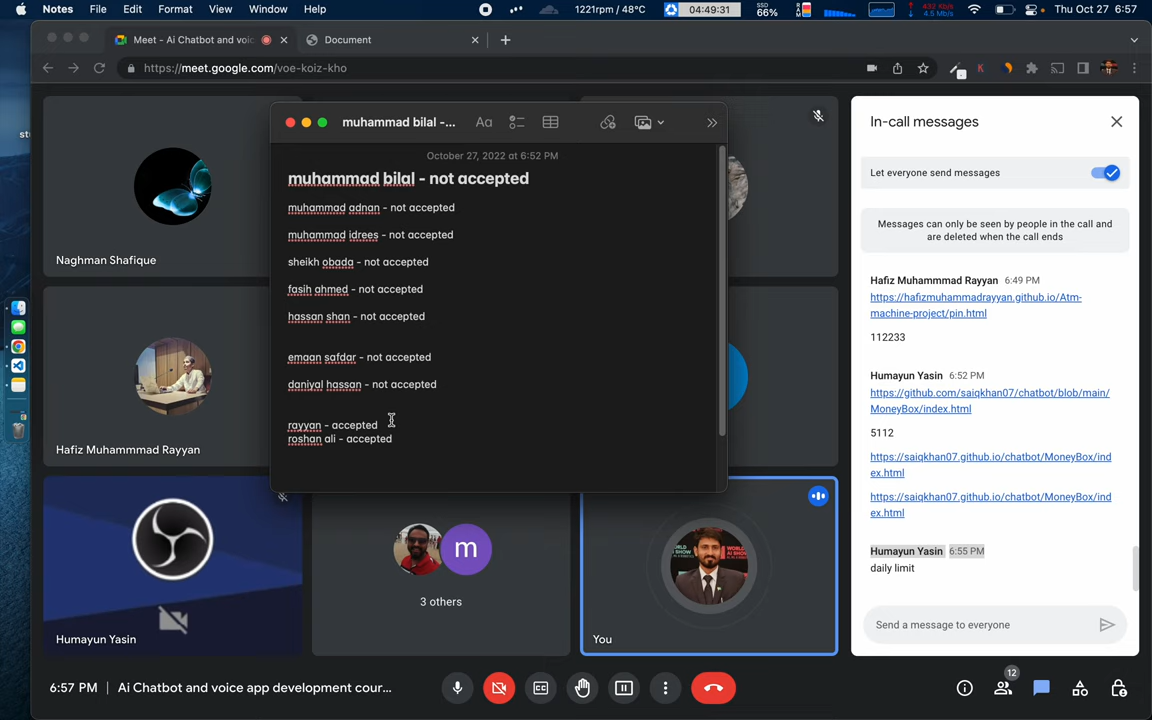 Notes File Edit Format View Window Help
1221rpm / 48°C
04:49:31
SSD
66%
432 Kb/s
4.5 Mb/s
Thu Oct 27 6:57
Meet - Ai Chatbot and voic
Document
https://meet.google.com/voe-koiz-kho
K
muhammad bilal -...
Aa
October 27, 2022 at 6:52 PM
muhammad bilal - not accepted
muhammad adnan - not accepted
muhammad idrees - not accepted
sheikh obada - not accepted
fasih ahmed - not accepted
hassan shan - not accepted
emaan safdar - not accepted
daniyal hassan - not accepted
rayyan - accepted
roshan ali - accepted
Naghman Shafique
Hafiz Muhammmad Rayyan
Humayun Yasin
m
3 others
You
In-call messages
Let everyone send messages
Messages can only be seen by people in the call and
are deleted when the call ends
Hafiz Muhammmad Rayyan 6:49 PM
https://hafizmuhammadrayyan.github.io/Atm-
machine-project/pin.html
112233
Humayun Yasin 6:52 PM
https://github.com/saiqkhan07/chatbot/blob/main/
MoneyBox/index.html
5112
https://saiqkhan07.github.io/chatbot/MoneyBox/ind
ex.html
https://saiqkhan07.github.io/chatbot/MoneyBox/ind
ex.html
Humayun Yasin 6:55 PM
daily limit
Send a message to everyone
6:57 PM | Ai Chatbot and voice app development cour...
12